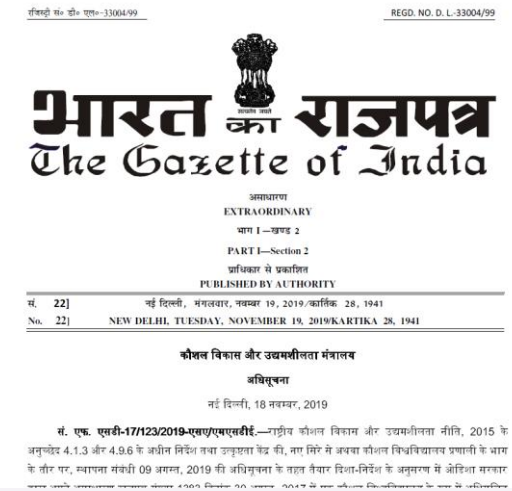 रजिस्ट्री सं० डी० एल०-33004/99
REGD. NO. D. L.-33004/99
सत्यमेव जयते
भारत का राजपत्र
The Gazette of India
असाधारण
EXTRAORDINARY
भाग I—खण्ड 2
PART I—Section 2
प्राधिकार से प्रकाशित
PUBLISHED BY AUTHORITY
सं. 22] नई दिल्ली, मंगलवार, नवम्बर 19, 2019/कार्तिक 28, 1941
No. 22] NEW DELHI, TUESDAY, NOVEMBER 19, 2019/KARTIKA 28, 1941
कौशल विकास और उद्यमशीलता मंत्रालय
अधिसूचना
नई दिल्ली, 18 नवम्बर, 2019
सं. एफ. एसडी-17/123/2019-एसए/एमएसडीई.—राष्ट्रीय कौशल विकास और उद्यमशीलता नीति, 2015 के
अनुच्छेद 4.1.3 और 4.9.6 के अधीन निर्देश तथा उत्कृष्टता केंद्र की, नए सिरे से अथवा कौशल विश्वविद्यालय प्रणाली के भाग
के तौर पर, स्थापना संबंधी 09 अगस्त, 2019 की अधिसूचना के तहत तैयार दिशा-निर्देश के अनुसरण में ओडिशा सरकार